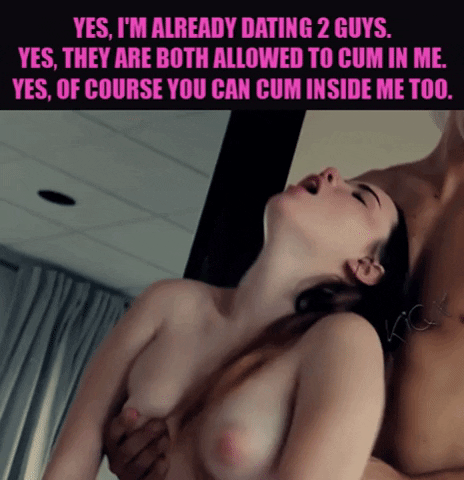 YES, I'M ALREADY DATING 2 GUYS.
YES, THEY ARE BOTH ALLOWED TO CUM IN ME.
YES, OF COURSE YOU CAN CUM INSIDE ME TOO.